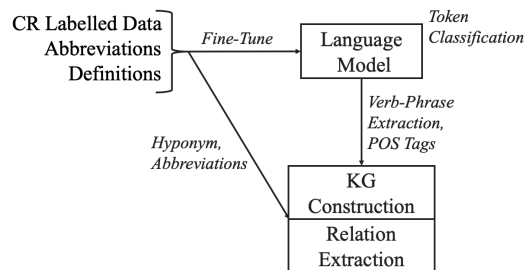 CR Labelled Data
Abbreviations
Definitions
Fine-Tune
Language
Model
Token
Classification
Verb-Phrase
Extraction,
POS Tags
Hyponym,
Abbreviations
KG
Construction
Relation
Extraction